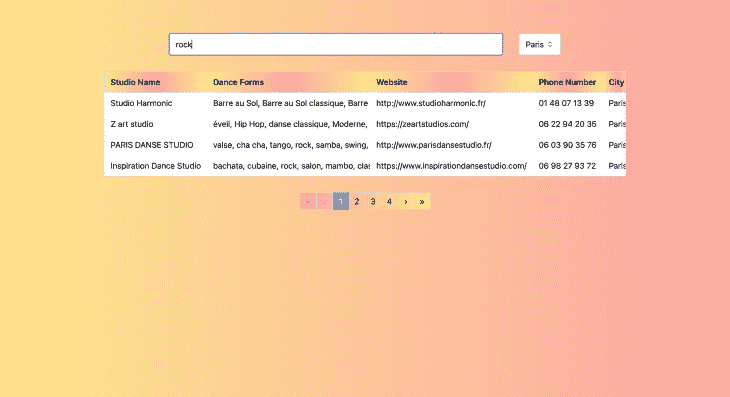 rock
Paris
Studio Name Dance Forms Website Phone Number City
Studio Harmonic Barre au Sol, Barre au Sol classique, Barre http://www.studioharmonic.fr/ 01 48 07 13 39 Paris
Z art studio éveil, Hip Hop, danse classique, Moderne, https://zeartstudios.com/ 06 22 94 20 35 Paris
PARIS DANSE STUDIO valse, cha cha, tango, rock, samba, swing, http://www.parisdansestudio.fr/ 06 03 90 35 76 Paris
Inspiration Dance Studio bachata, cubaine, rock, salon, mambo, clas https://www.inspirationdansestudio.com/ 06 98 27 93 72 Paris
« ‹ 1 2 3 4 › »